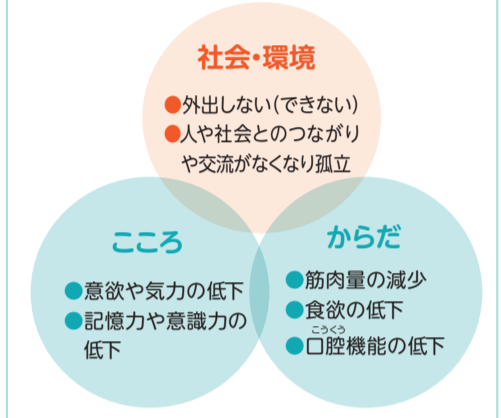 社会・環境
●外出しない(できない)
●人や社会とのつながり
や交流がなくなり孤立
こころ
●意欲や気力の低下
●記憶力や意識力の
低下
からだ
●筋肉量の減少
●食欲の低下
こうくう
●口腔機能の低下